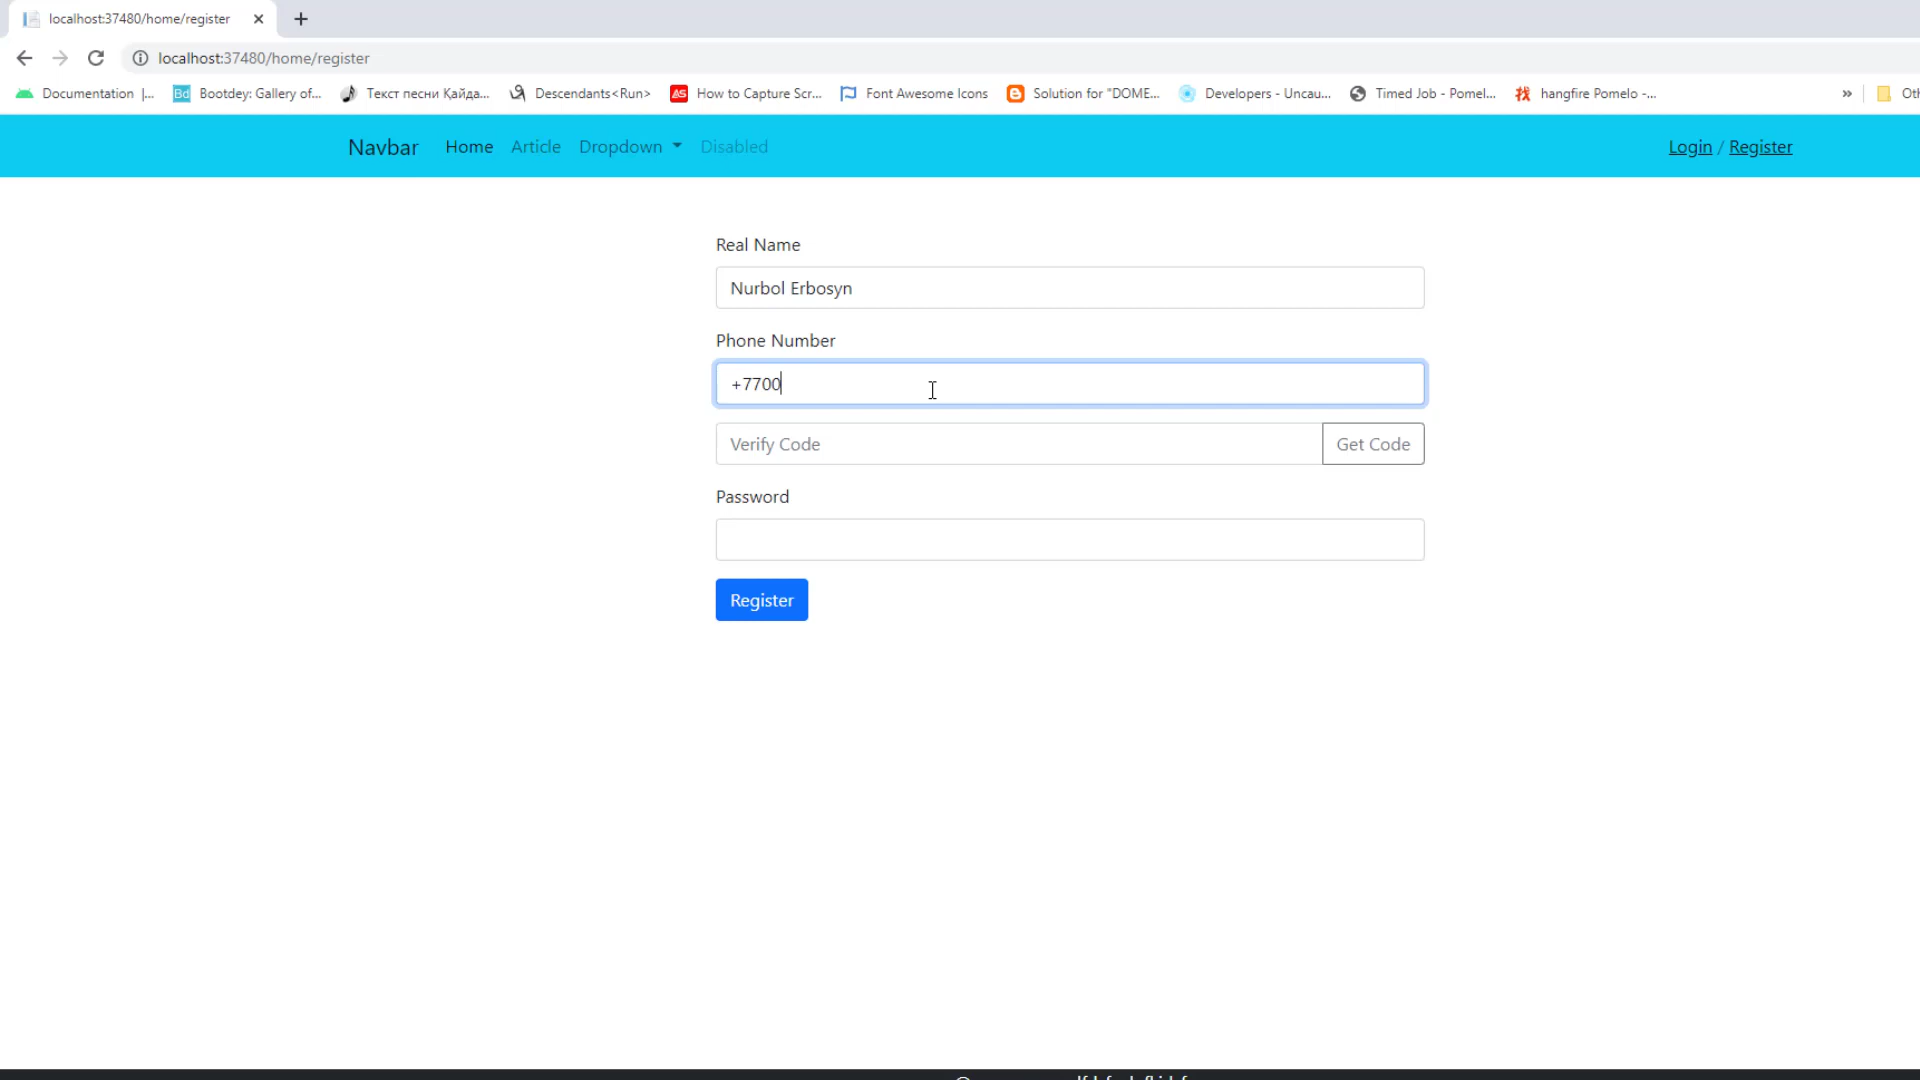 localhost:37480/home/register
localhost:37480/home/register
Documentation |... Bootdey: Gallery of... Текст песни Қайда... Descendants<Run> How to Capture Scr... Font Awesome Icons Solution for "DOME... Developers - Uncau... Timed Job - Pomel... hangfire Pomelo -... » Oth
Navbar Home Article Dropdown Disabled Login / Register
Real Name
Nurbol Erbosyn
Phone Number
+7700
Verify Code Get Code
Password
Register